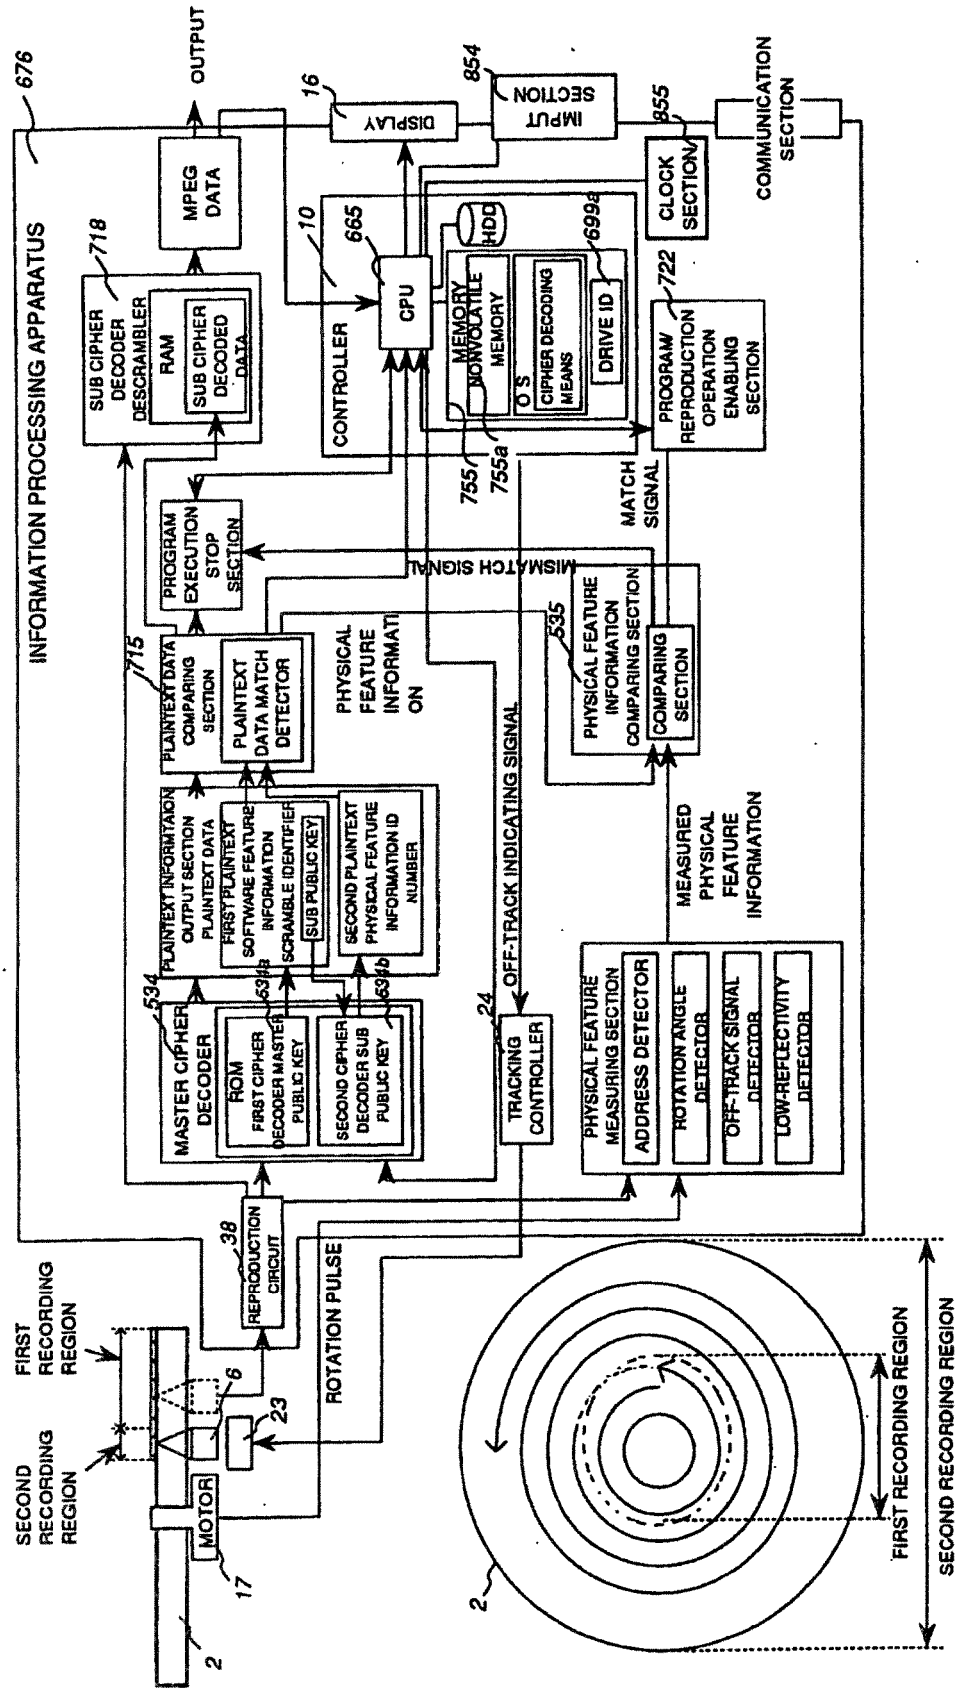 INFORMATION PROCESSING APPARATUS
676
FIRST
RECORDING
REGION
SECOND
RECORDING
REGION
6
23
MOTOR
17
2
38
REPRODUCTION
CIRCUIT
ROTATION PULSE
534
MASTER CIPHER
DECODER
ROM
534a
FIRST CIPHER
DECODER MASTER
PUBLIC KEY
SECOND CIPHER
DECODER SUB
PUBLIC KEY
534b
PLAINTEXT INFORMTAION
OUTPUT SECTION
PLAINTEXT DATA
FIRST PLAINTEXT
SOFTWARE FEATURE
INFORMATION
SCRAMBLE IDENTIFIER
SUB PUBLIC KEY
SECOND PLAINTEXT
PHYSICAL FEATURE
INFORMATION ID
NUMBER
715
PLAINTEXT DATA
COMPARING
SECTION
PLAINTEXT
DATA MATCH
DETECTOR
PHYSICAL
FEATURE
INFORMATI
ON
PROGRAM
EXECUTION
STOP
SECTION
SUB CIPHER
DECODER
DESCRAMBLER
718
RAM
SUB CIPHER
DECODED
DATA
MPEG
DATA
OUTPUT
CONTROLLER
10
665
CPU
HDD
MEMORY
NONVOLATILE
MEMORY
755
755a
O S
CIPHER DECODING
MEANS
DRIVE ID
699a
16
DISPLAY
854
IMPUT
SECTION
CLOCK
SECTION
855
COMMUNICATION
SECTION
722
PROGRAM/
REPRODUCTION
OPERATION
ENABLING
SECTION
MATCH
SIGNAL
MISMATCH SIGNAL
535
PHYSICAL FEATURE
INFORMATION
COMPARING SECTION
COMPARING
SECTION
OFF-TRACK INDICATING SIGNAL
24
TRACKING
CONTROLLER
MEASURED
PHYSICAL
FEATURE
INFORMATION
PHYSICAL FEATURE
MEASURING SECTION
ADDRESS DETECTOR
ROTATION ANGLE
DETECTOR
OFF-TRACK SIGNAL
DETECTOR
LOW-REFLECTIVITY
DETECTOR
2
FIRST RECORDING REGION
SECOND RECORDING REGION